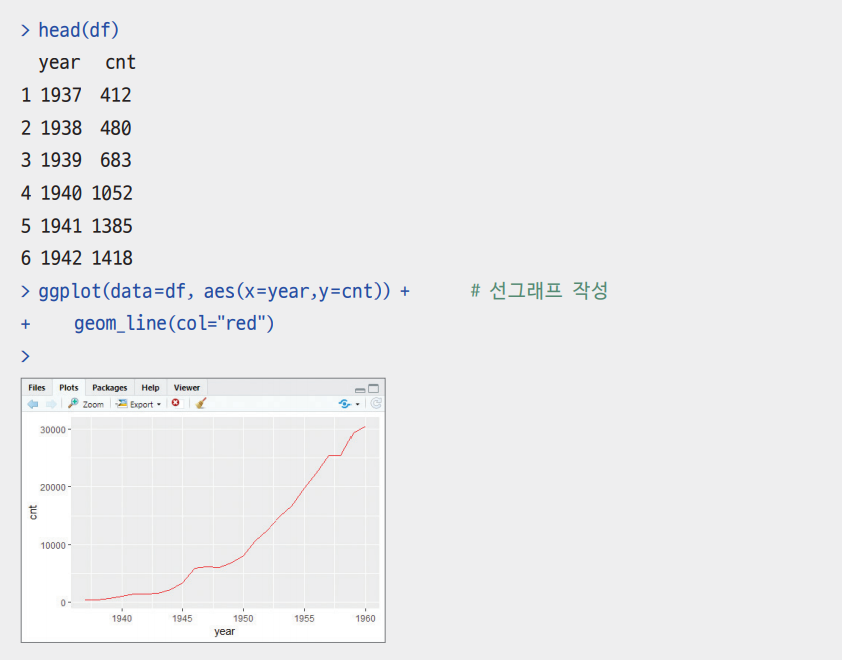 > head(df)
year cnt
1 1937 412
2 1938 480
3 1939 683
4 1940 1052
5 1941 1385
6 1942 1418
> ggplot(data=df, aes(x=year,y=cnt)) + # 선그래프 작성
+ geom_line(col="red")
>
Files Plots Packages Help Viewer
Zoom Export
30000
20000
cnt
10000
0
1940 1945 1950 1955 1960
year